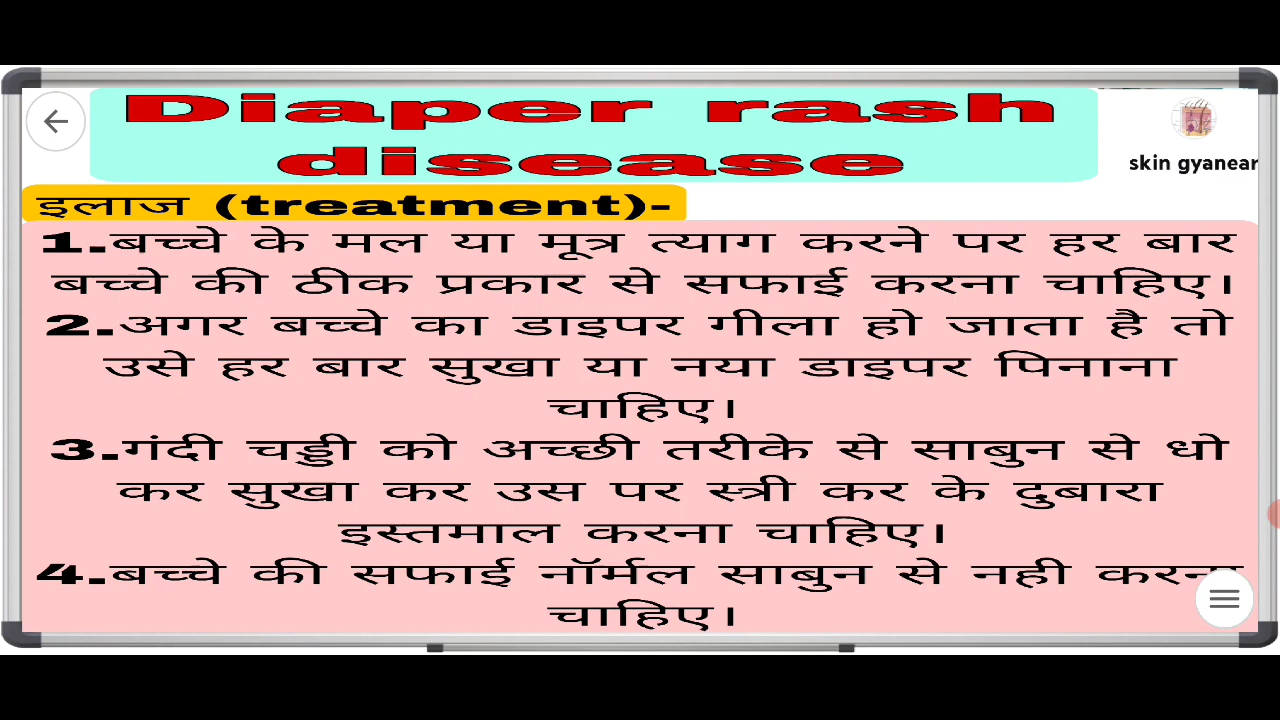 Diaper rash
disease
skin gyanear
इलाज (treatment)-
1.बच्चे के मल या मूत्र त्याग करने पर हर बार
बच्चे की ठीक प्रकार से सफाई करना चाहिए।
2.अगर बच्चे का डाइपर गीला हो जाता है तो
उसे हर बार सुखा या नया डाइपर पिनाना
चाहिए।
3.गंदी चड्डी को अच्छी तरीके से साबुन से धो
कर सुखा कर उस पर स्त्री कर के दुबारा
इस्तमाल करना चाहिए।
4.बच्चे की सफाई नॉर्मल साबुन से नही करना
चाहिए।